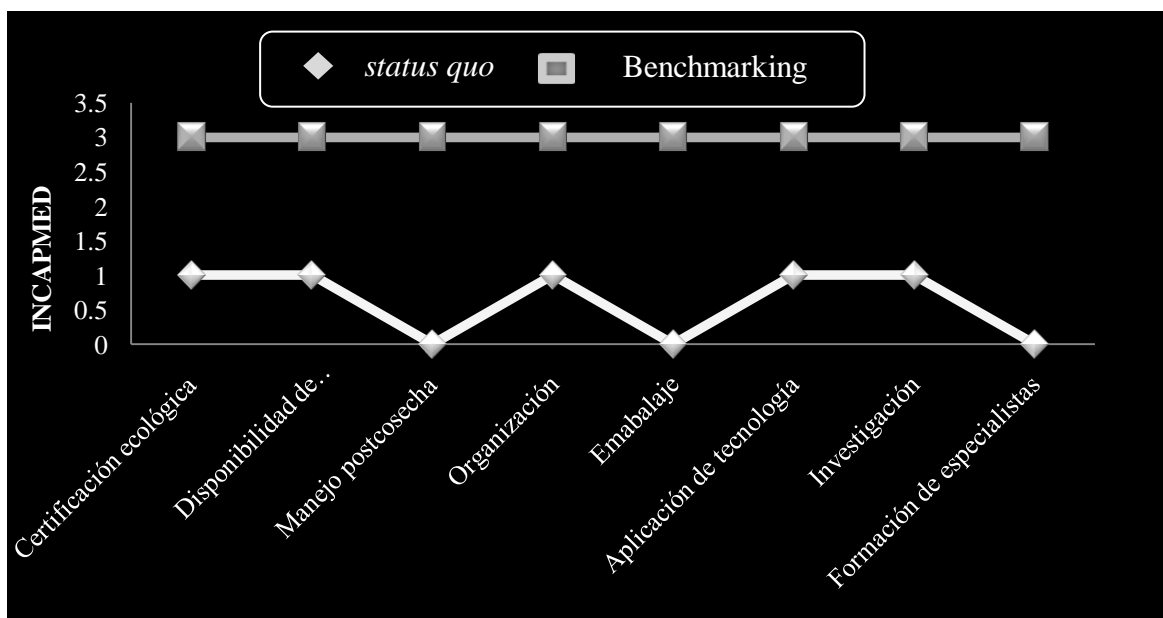 status quo Benchmarking
3.5
3
2.5
2
1.5
1
0.5
0
INCAPMED
Certificación ecológica
Disponibilidad de...
Manejo postcosecha
Organización
Emabalaje
Aplicación de tecnología
Investigación
Formación de especialistas